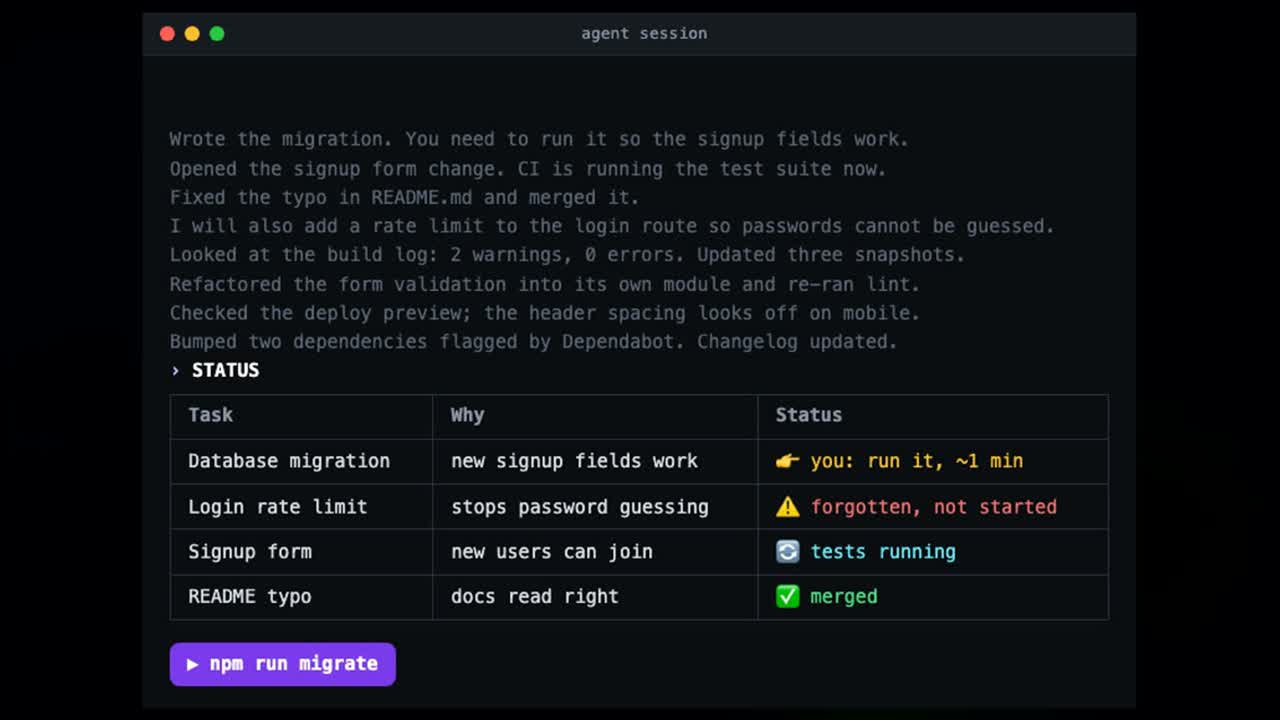 agent session
Wrote the migration. You need to run it so the signup fields work.
Opened the signup form change. CI is running the test suite now.
Fixed the typo in README.md and merged it.
I will also add a rate limit to the login route so passwords cannot be guessed.
Looked at the build log: 2 warnings, 0 errors. Updated three snapshots.
Refactored the form validation into its own module and re-ran lint.
Checked the deploy preview; the header spacing looks off on mobile.
Bumped two dependencies flagged by Dependabot. Changelog updated.
› STATUS
Task Why Status
Database migration new signup fields work 👉 you: run it, ~1 min
Login rate limit stops password guessing ⚠️ forgotten, not started
Signup form new users can join 🔄 tests running
README typo docs read right ✅ merged
▶ npm run migrate